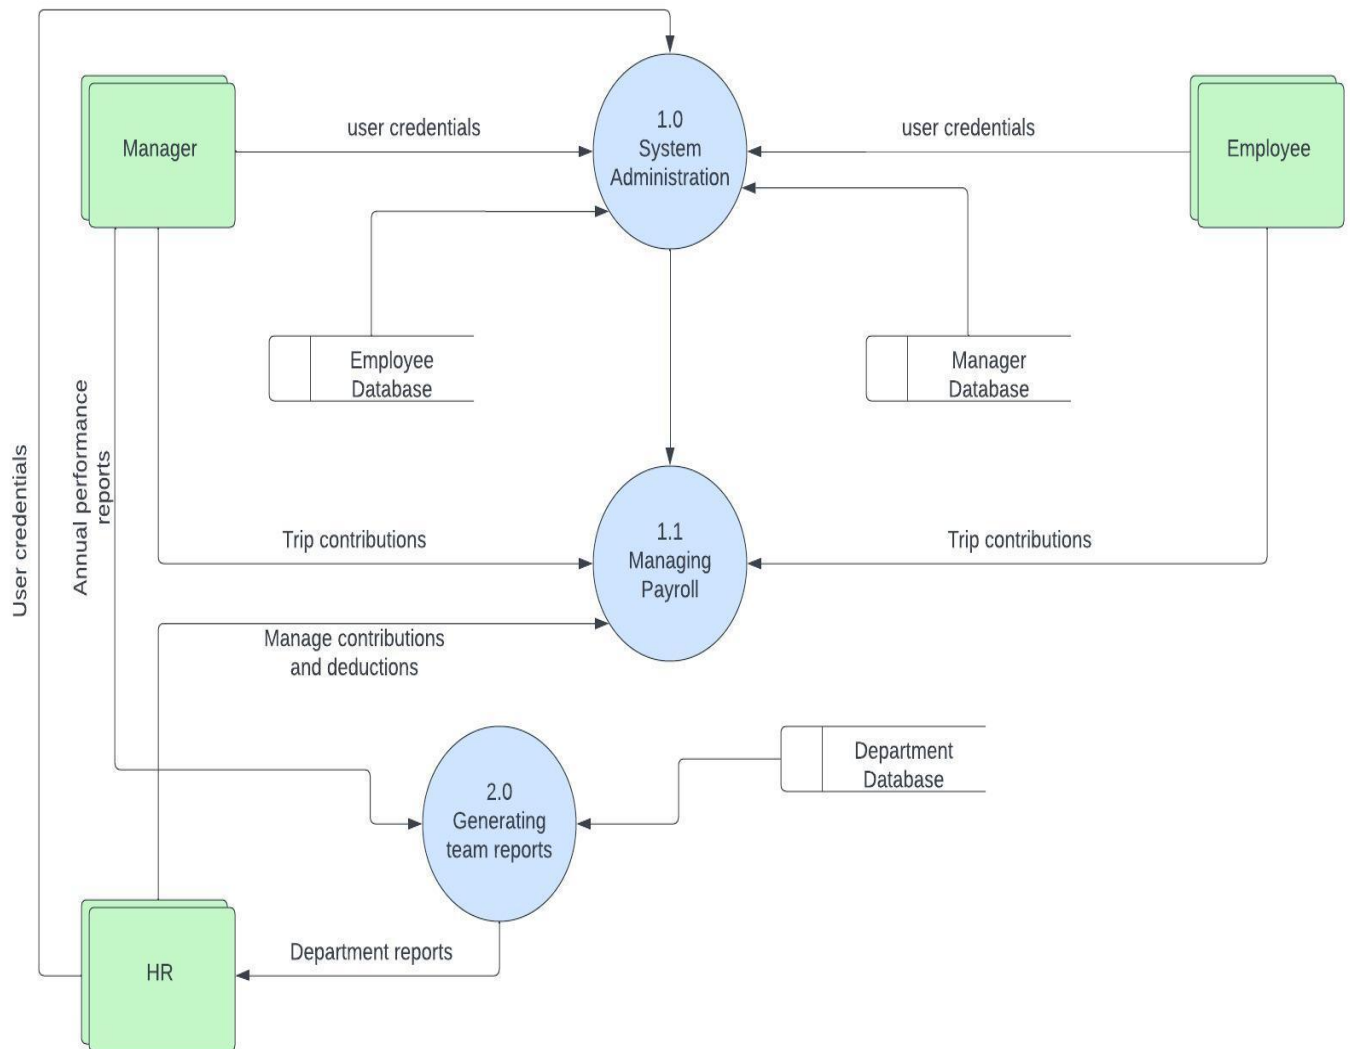 Manager
user credentials
1.0
System
Administration
user credentials
Employee
Employee
Database
Manager
Database
User credentials
Annual performance
reports
Trip contributions
1.1
Managing
Payroll
Trip contributions
Manage contributions
and deductions
2.0
Generating
team reports
Department
Database
HR
Department reports